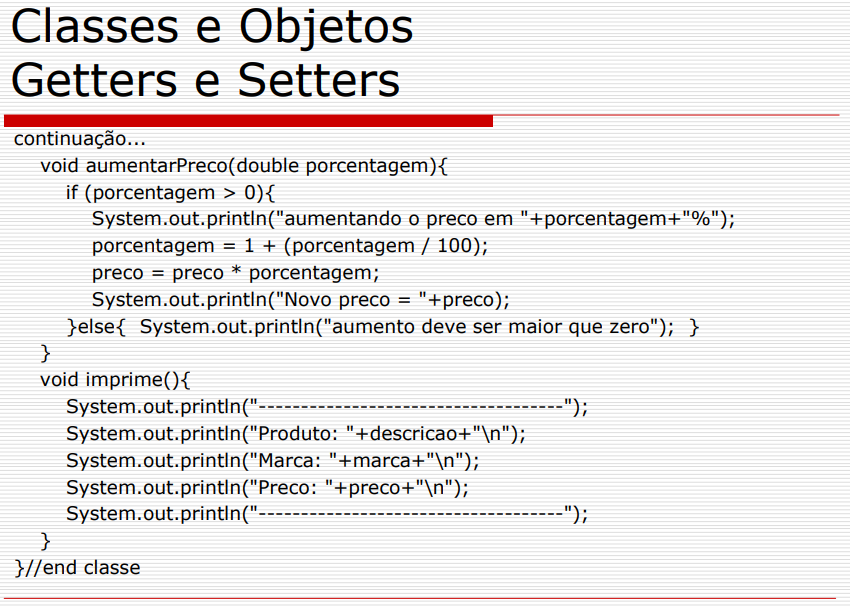 Classes e Objetos
Getters e Setters
continuação...
void aumentarPreco(double porcentagem){
if (porcentagem > 0){
System.out.println("aumentando o preco em "+porcentagem+"%");
porcentagem = 1 + (porcentagem / 100);
preco = preco * porcentagem;
System.out.println("Novo preco = "+preco);
}else{  System.out.println("aumento deve ser maior que zero");  }
}
void imprime(){
System.out.println("------------------------------------");
System.out.println("Produto: "+descricao+"\n");
System.out.println("Marca: "+marca+"\n");
System.out.println("Preco: "+preco+"\n");
System.out.println("------------------------------------");
}
}//end classe